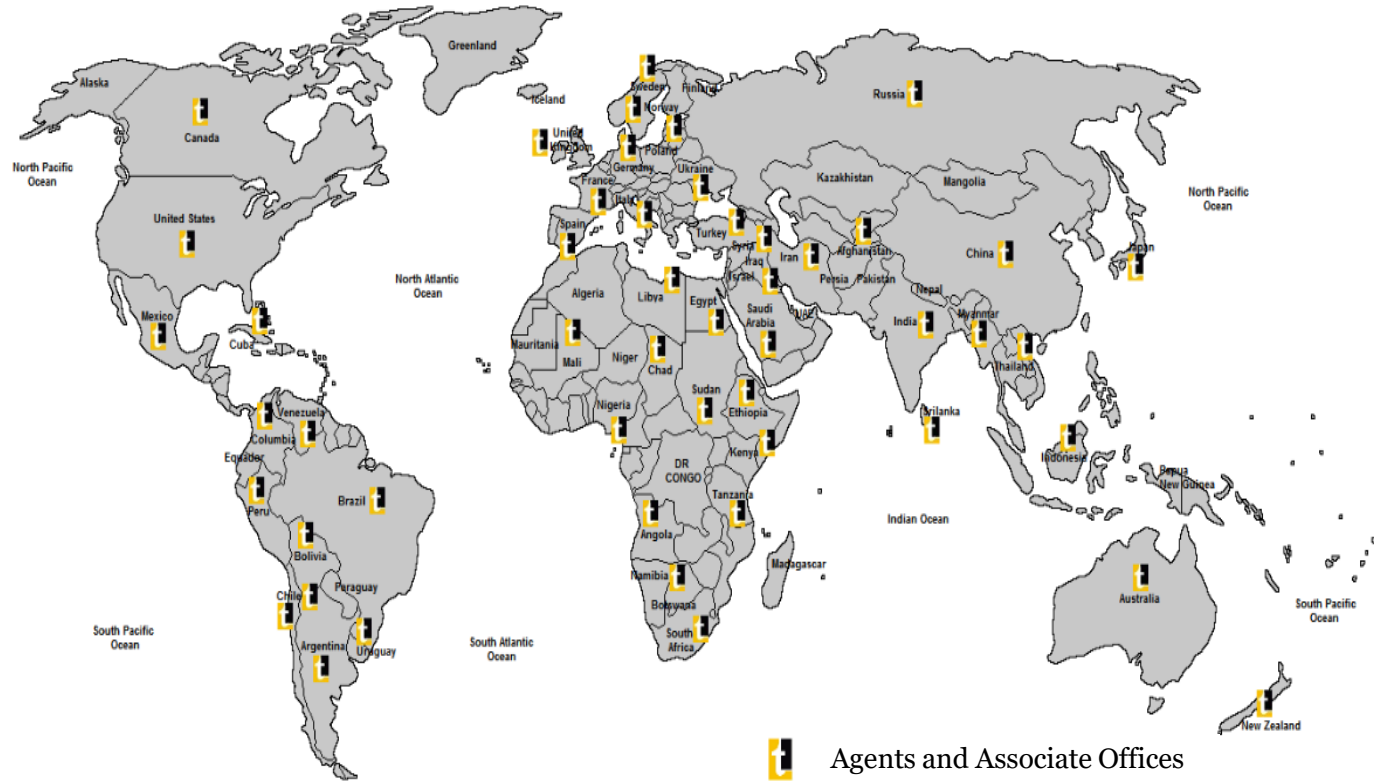 Greenland
Alaska
Canada
Iceland
Sweden
Finland
Norway
Russia
United
Kingdom
Poland
Germany
Ukraine
France
Italy
Spain
Kazakhstan
Mangolia
North Pacific
Ocean
North Pacific
Ocean
United States
North Atlantic
Ocean
Turkey
Syria
Iraq
Israel
Iran
Afghanistan
Persia
Pakistan
China
Japan
Nepal
India
Myanmar
Thailand
Mexico
Cuba
Algeria
Libya
Egypt
Saudi
Arabia
UAE
Mauritania
Mali
Niger
Chad
Sudan
Nigeria
Ethiopia
Kenya
Srilanka
Indonesia
Papua
New Guinea
Venezuela
Columbia
Equador
Peru
Brazil
Bolivia
DR
CONGO
Tanzania
Angola
Indian Ocean
Madagascar
Namibia
Botswana
South
Africa
Paraguay
Chile
Argentina
Uruguay
South Pacific
Ocean
South Atlantic
Ocean
Australia
South Pacific
Ocean
New Zealand
t Agents and Associate Offices